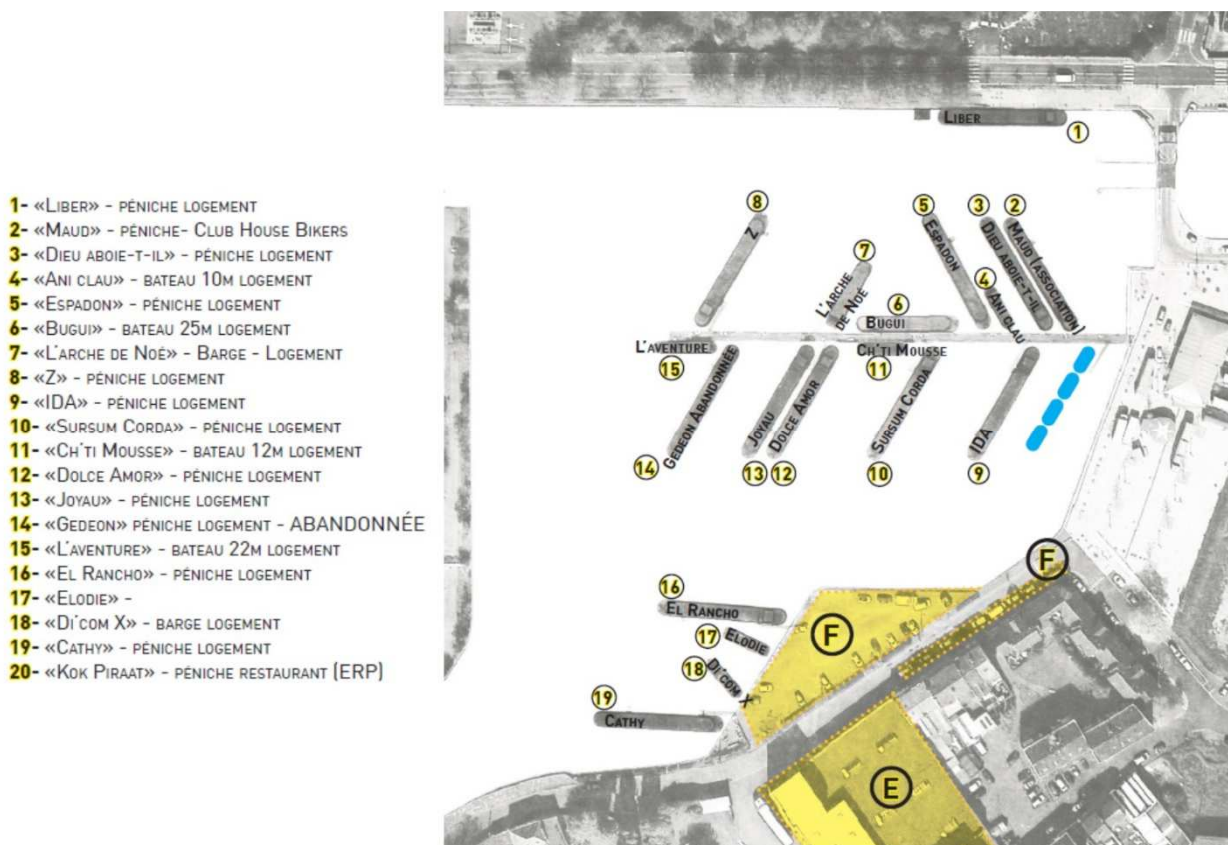 1- «Liber» - péniche logement
2- «Maud» - péniche- Club House Bikers
3- «Dieu aboie-t-il» - péniche logement
4- «Ani clau» - bateau 10m logement
5- «Espadon» - péniche logement
6- «Bugui» - bateau 25m logement
7- «L'arche de Noé» - Barge - Logement
8- «Z» - péniche logement
9- «IDA» - péniche logement
10- «Sursum Corda» - péniche logement
11- «Ch'ti Mousse» - bateau 12m logement
12- «Dolce Amor» - péniche logement
13- «Joyau» - péniche logement
14- «Gedeon» péniche logement - ABANDONNÉE
15- «L'aventure» - bateau 22m logement
16- «El Rancho» - péniche logement
17- «Elodie» -
18- «Di'com X» - barge logement
19- «Cathy» - péniche logement
20- «Kok Piraat» - péniche restaurant (ERP)
Liber
1
8
Z
7
L'arche
de Noé
5
Espadon
3
Dieu aboie-t-il
2
Maud (association)
4
Ani clau
6
Bugui
L'aventure
15
Ch'ti Mousse
11
Gedeon Abandonnée
14
Joyau
13
Dolce Amor
12
Sursum Corda
10
IDA
9
16
El Rancho
17
Elodie
18
Di'com X
19
Cathy
F
F
E